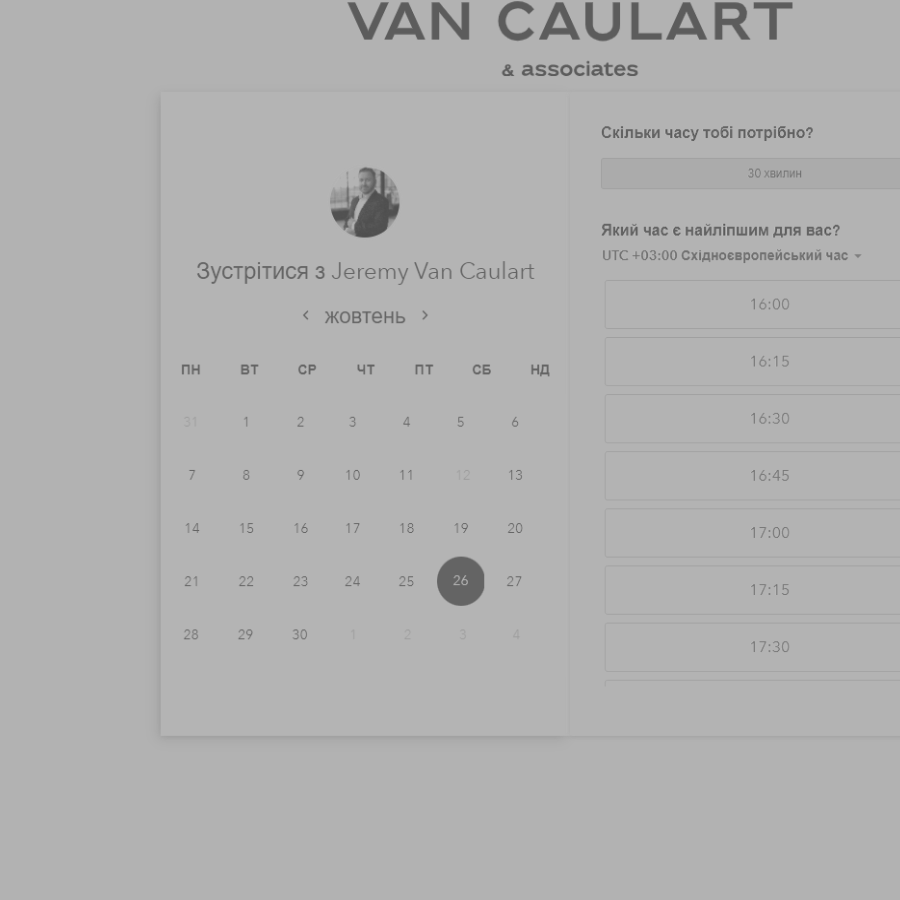 VAN CAULART
& associates
Зустрітися з Jeremy Van Caulart
жовтень
ПН ВТ СР ЧТ ПТ СБ НД
31 1 2 3 4 5 6
7 8 9 10 11 12 13
14 15 16 17 18 19 20
21 22 23 24 25 26 27
28 29 30 1 2 3 4
Скільки часу тобі потрібно?
30 хвилин
Який час є найліпшим для вас?
UTC +03:00 Східноєвропейський час
16:00
16:15
16:30
16:45
17:00
17:15
17:30